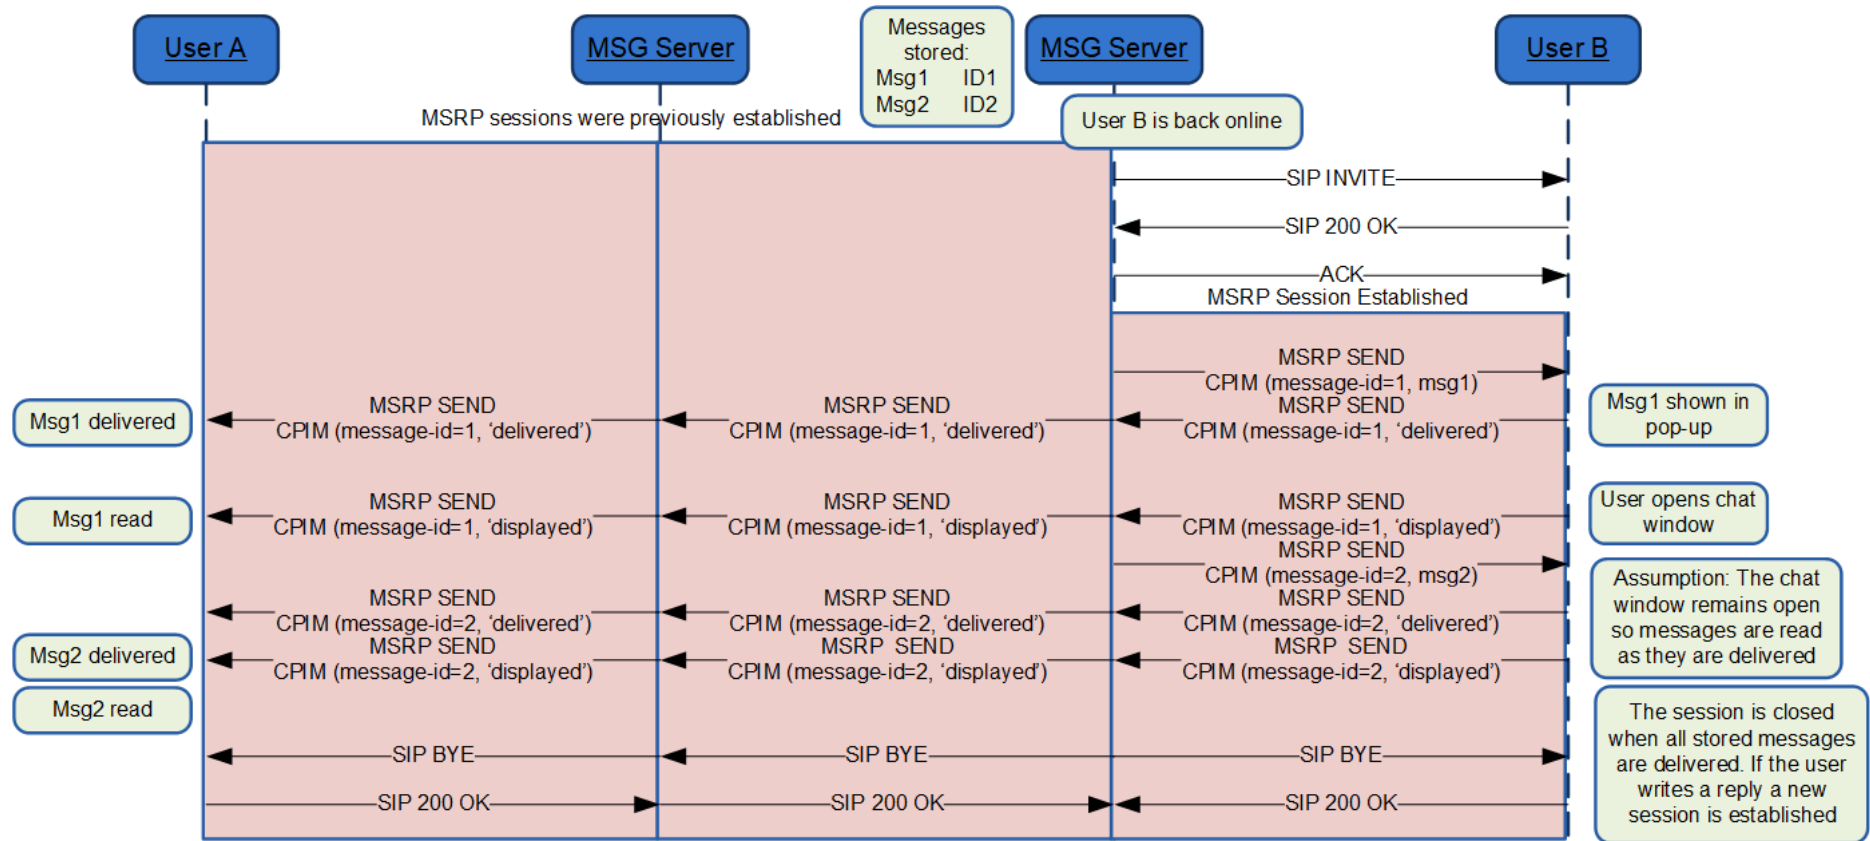 User A
MSG Server
Messages
stored:
Msg1 ID1
Msg2 ID2
MSG Server
User B
MSRP sessions were previously established
User B is back online
SIP INVITE
SIP 200 OK
ACK
MSRP Session Established
MSRP SEND
CPIM (message-id=1, msg1)
Msg1 delivered
MSRP SEND
CPIM (message-id=1, ‘delivered’)
MSRP SEND
CPIM (message-id=1, ‘delivered’)
MSRP SEND
CPIM (message-id=1, ‘delivered’)
Msg1 shown in
pop-up
Msg1 read
MSRP SEND
CPIM (message-id=1, ‘displayed’)
MSRP SEND
CPIM (message-id=1, ‘displayed’)
MSRP SEND
CPIM (message-id=1, ‘displayed’)
User opens chat
window
MSRP SEND
CPIM (message-id=2, msg2)
MSRP SEND
CPIM (message-id=2, ‘delivered’)
MSRP SEND
CPIM (message-id=2, ‘delivered’)
MSRP SEND
CPIM (message-id=2, ‘delivered’)
Assumption: The chat
window remains open
so messages are read
as they are delivered
Msg2 delivered
MSRP SEND
CPIM (message-id=2, ‘displayed’)
MSRP SEND
CPIM (message-id=2, ‘displayed’)
MSRP SEND
CPIM (message-id=2, ‘displayed’)
Msg2 read
The session is closed
when all stored messages
are delivered. If the user
writes a reply a new
session is established
SIP BYE
SIP BYE
SIP BYE
SIP 200 OK
SIP 200 OK
SIP 200 OK